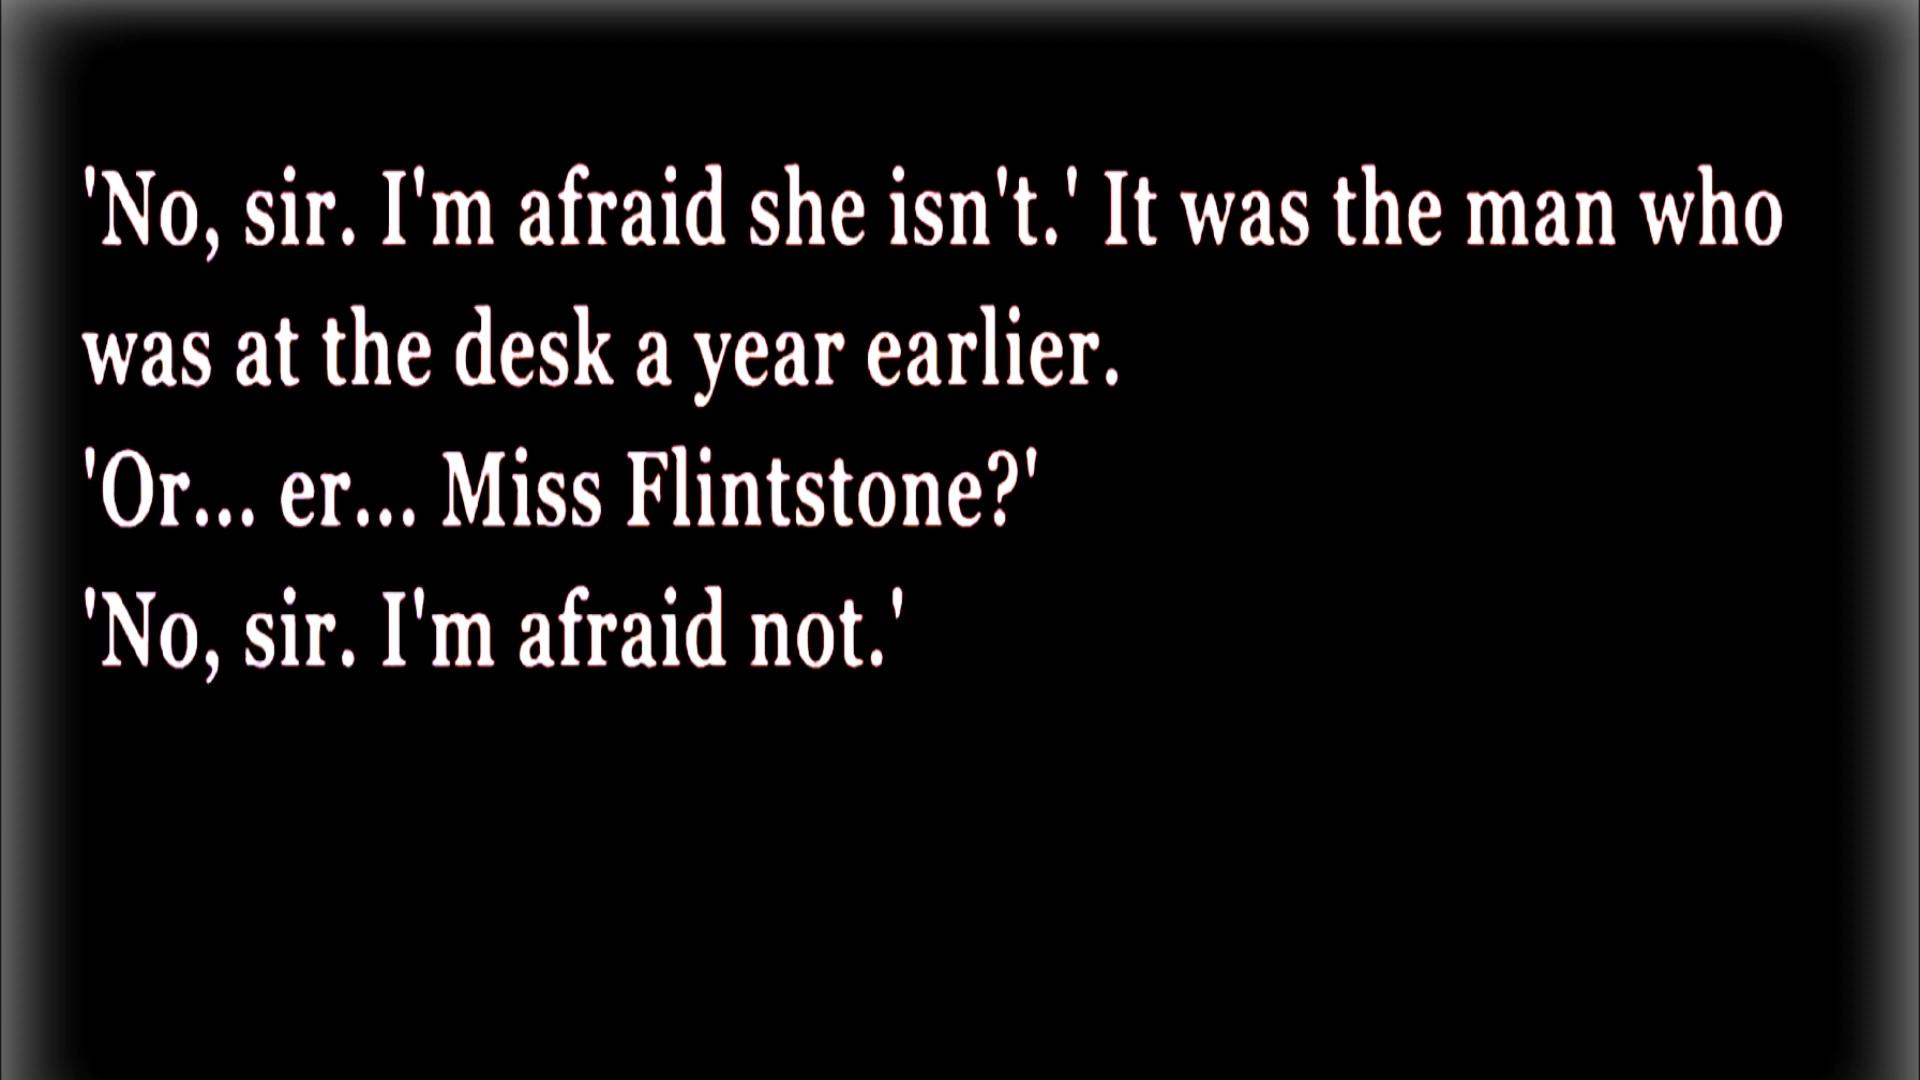 'No, sir. I'm afraid she isn't.' It was the man who
was at the desk a year earlier.
'Or... er... Miss Flintstone?'
'No, sir. I'm afraid not.'